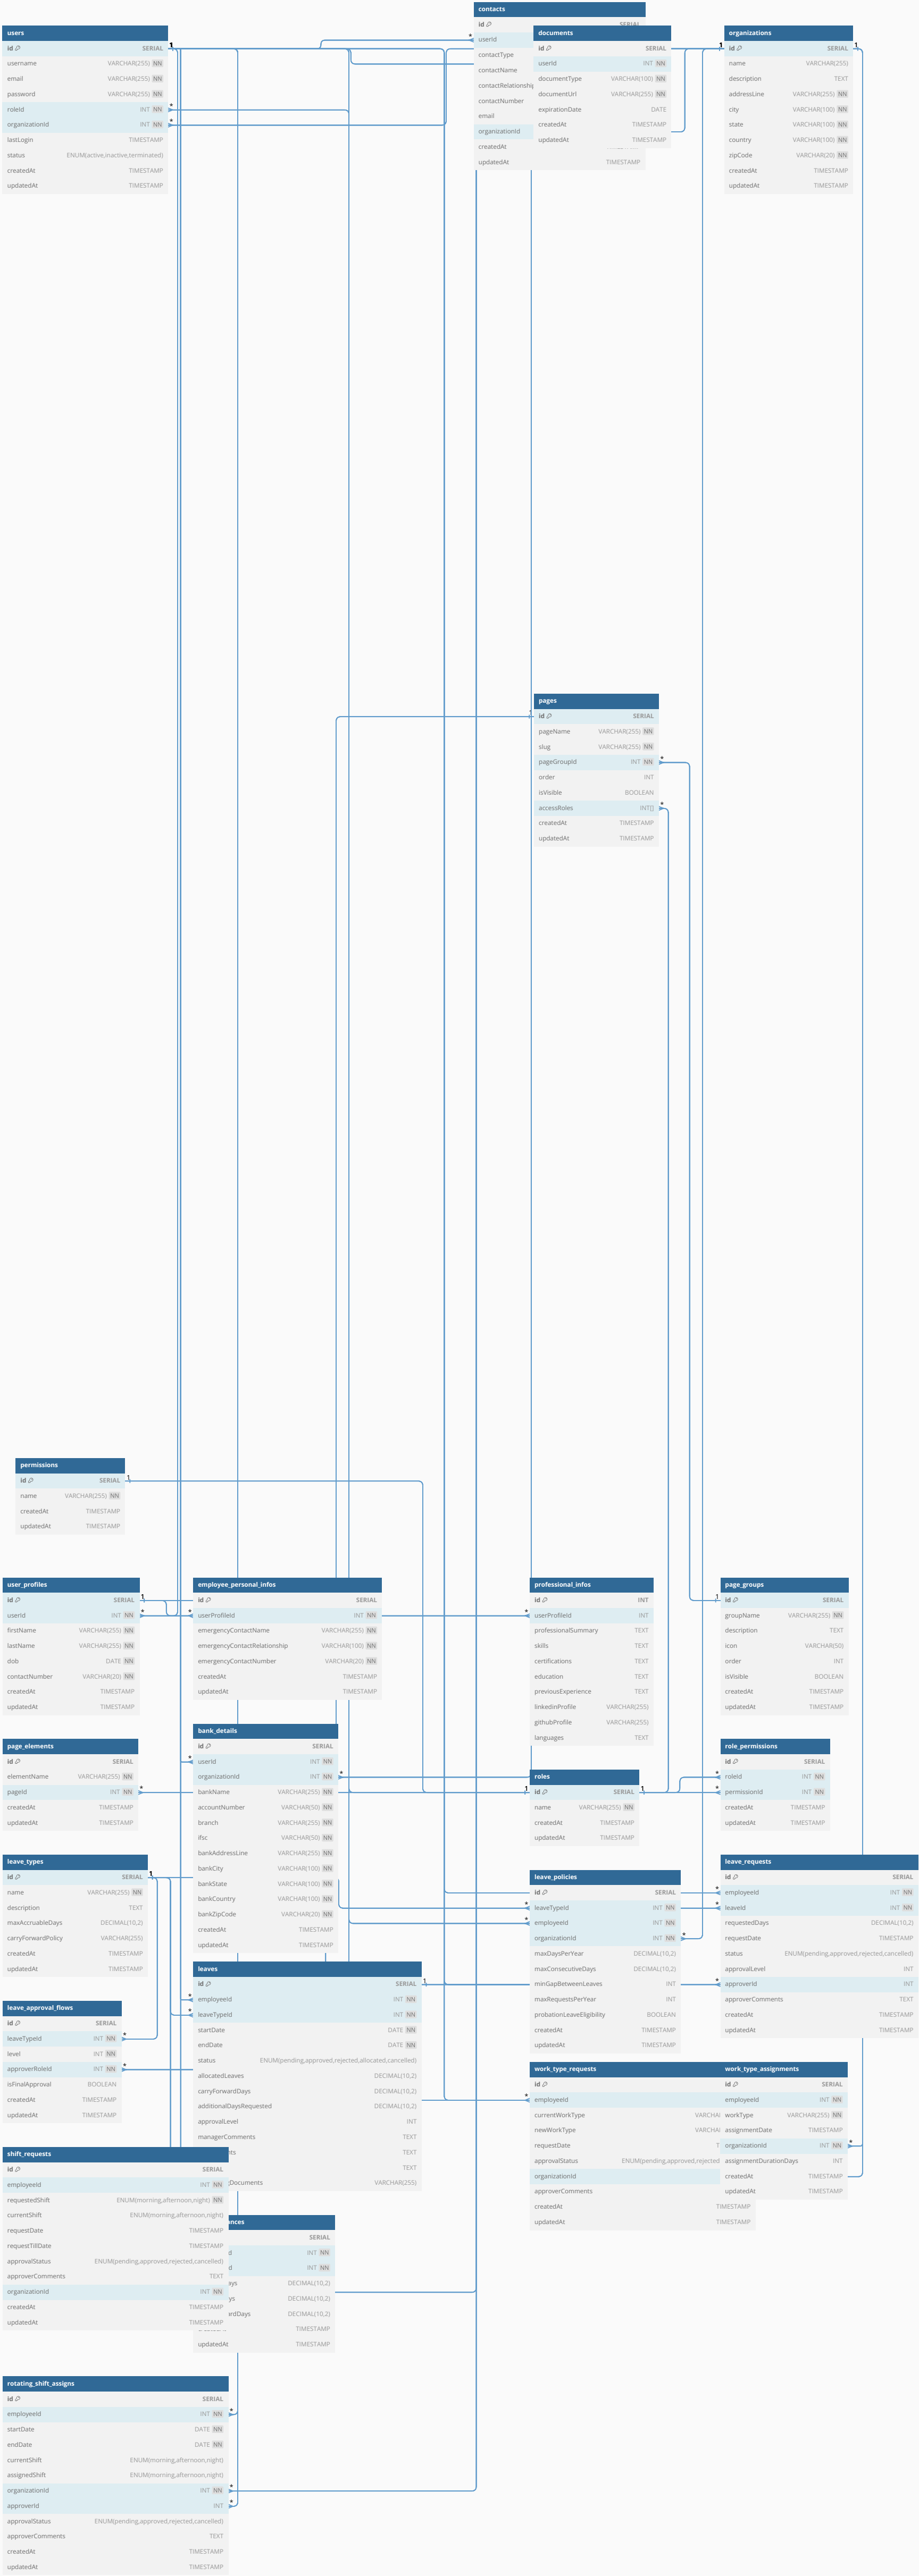 contacts
id SERIAL
userId
contactType
contactName
contactRelationship
contactNumber
email
organizationId
createdAt
updatedAt TIMESTAMP
users
id SERIAL 1
username VARCHAR(255) NN
email VARCHAR(255) NN
password VARCHAR(255) NN
roleId INT NN *
organizationId INT NN *
lastLogin TIMESTAMP
status ENUM(active,inactive,terminated)
createdAt TIMESTAMP
updatedAt TIMESTAMP
documents
id SERIAL
userId INT NN
documentType VARCHAR(100) NN
documentUrl VARCHAR(255) NN
expirationDate DATE
createdAt TIMESTAMP
updatedAt TIMESTAMP
organizations
1 id SERIAL 1
name VARCHAR(255)
description TEXT
addressLine VARCHAR(255) NN
city VARCHAR(100) NN
state VARCHAR(100) NN
country VARCHAR(100) NN
zipCode VARCHAR(20) NN
createdAt TIMESTAMP
updatedAt TIMESTAMP
pages
1 id SERIAL
pageName VARCHAR(255) NN
slug VARCHAR(255) NN
pageGroupId INT NN *
order INT
isVisible BOOLEAN
accessRoles INT[] *
createdAt TIMESTAMP
updatedAt TIMESTAMP
permissions
id SERIAL 1
name VARCHAR(255) NN
createdAt TIMESTAMP
updatedAt TIMESTAMP
user_profiles
id SERIAL 1
userId INT NN *
firstName VARCHAR(255) NN
lastName VARCHAR(255) NN
dob DATE NN
contactNumber VARCHAR(20) NN
createdAt TIMESTAMP
updatedAt TIMESTAMP
employee_personal_infos
id SERIAL
* userProfileId INT NN
emergencyContactName VARCHAR(255) NN
emergencyContactRelationship VARCHAR(100) NN
emergencyContactNumber VARCHAR(20) NN
createdAt TIMESTAMP
updatedAt TIMESTAMP
professional_infos
id INT
* userProfileId INT
professionalSummary TEXT
skills TEXT
certifications TEXT
education TEXT
previousExperience TEXT
linkedinProfile VARCHAR(255)
githubProfile VARCHAR(255)
languages TEXT
page_groups
1 id SERIAL
groupName VARCHAR(255) NN
description TEXT
icon VARCHAR(50)
order INT
isVisible BOOLEAN
createdAt TIMESTAMP
updatedAt TIMESTAMP
bank_details
id SERIAL
* userId INT NN
organizationId INT NN *
bankName VARCHAR(255) NN
accountNumber VARCHAR(50) NN
branch VARCHAR(255) NN
ifsc VARCHAR(50) NN
bankAddressLine VARCHAR(255) NN
bankCity VARCHAR(100) NN
bankState VARCHAR(100) NN
bankCountry VARCHAR(100) NN
bankZipCode VARCHAR(20) NN
createdAt TIMESTAMP
updatedAt TIMESTAMP
page_elements
id SERIAL
elementName VARCHAR(255) NN
pageId INT NN *
createdAt TIMESTAMP
updatedAt TIMESTAMP
roles
1 id SERIAL 1
name VARCHAR(255) NN
createdAt TIMESTAMP
updatedAt TIMESTAMP
role_permissions
id SERIAL
* roleId INT NN
* permissionId INT NN
createdAt TIMESTAMP
updatedAt TIMESTAMP
leave_types
id SERIAL 1
name VARCHAR(255) NN
description TEXT
maxAccruableDays DECIMAL(10,2)
carryForwardPolicy VARCHAR(255)
createdAt TIMESTAMP
updatedAt TIMESTAMP
leave_policies
id SERIAL
* leaveTypeId INT NN
* employeeId INT NN
organizationId INT NN *
maxDaysPerYear DECIMAL(10,2)
maxConsecutiveDays DECIMAL(10,2)
minGapBetweenLeaves INT
maxRequestsPerYear INT
probationLeaveEligibility BOOLEAN
createdAt TIMESTAMP
updatedAt TIMESTAMP
leave_requests
id SERIAL
* employeeId INT NN
* leaveId INT NN
requestedDays DECIMAL(10,2)
requestDate TIMESTAMP
status ENUM(pending,approved,rejected,cancelled)
approvalLevel INT
* approverId INT
approverComments TEXT
createdAt TIMESTAMP
updatedAt TIMESTAMP
leaves
id SERIAL 1
* employeeId INT NN
* leaveTypeId INT NN
startDate DATE NN
endDate DATE NN
status ENUM(pending,approved,rejected,allocated,cancelled)
allocatedLeaves DECIMAL(10,2)
carryForwardDays DECIMAL(10,2)
additionalDaysRequested DECIMAL(10,2)
approvalLevel INT
managerComments TEXT
nts TEXT
TEXT
gDocuments VARCHAR(255)
leave_approval_flows
id SERIAL
leaveTypeId INT NN *
level INT NN
approverRoleId INT NN *
isFinalApproval BOOLEAN
createdAt TIMESTAMP
updatedAt TIMESTAMP
work_type_requests
id
* employeeId
currentWorkType VARCHA
newWorkType VARCHA
requestDate T
approvalStatus ENUM(pending,approved,rejected
organizationId
approverComments
createdAt TIMESTAMP
updatedAt TIMESTAMP
work_type_assignments
id SERIAL
employeeId INT NN
workType VARCHAR(255) NN
assignmentDate TIMESTAMP
organizationId INT NN *
assignmentDurationDays INT
createdAt TIMESTAMP
updatedAt TIMESTAMP
shift_requests
id SERIAL
employeeId INT NN
requestedShift ENUM(morning,afternoon,night) NN
currentShift ENUM(morning,afternoon,night)
requestDate TIMESTAMP
requestTillDate TIMESTAMP
approvalStatus ENUM(pending,approved,rejected,cancelled)
approverComments TEXT
organizationId INT NN
createdAt TIMESTAMP
updatedAt TIMESTAMP
ances
SERIAL
d INT NN
d INT NN
ays DECIMAL(10,2)
ys DECIMAL(10,2)
ardDays DECIMAL(10,2)
TIMESTAMP
updatedAt TIMESTAMP
rotating_shift_assigns
id SERIAL
employeeId INT NN *
startDate DATE NN
endDate DATE NN
currentShift ENUM(morning,afternoon,night)
assignedShift ENUM(morning,afternoon,night)
organizationId INT NN *
approverId INT *
approvalStatus ENUM(pending,approved,rejected,cancelled)
approverComments TEXT
createdAt TIMESTAMP
updatedAt TIMESTAMP